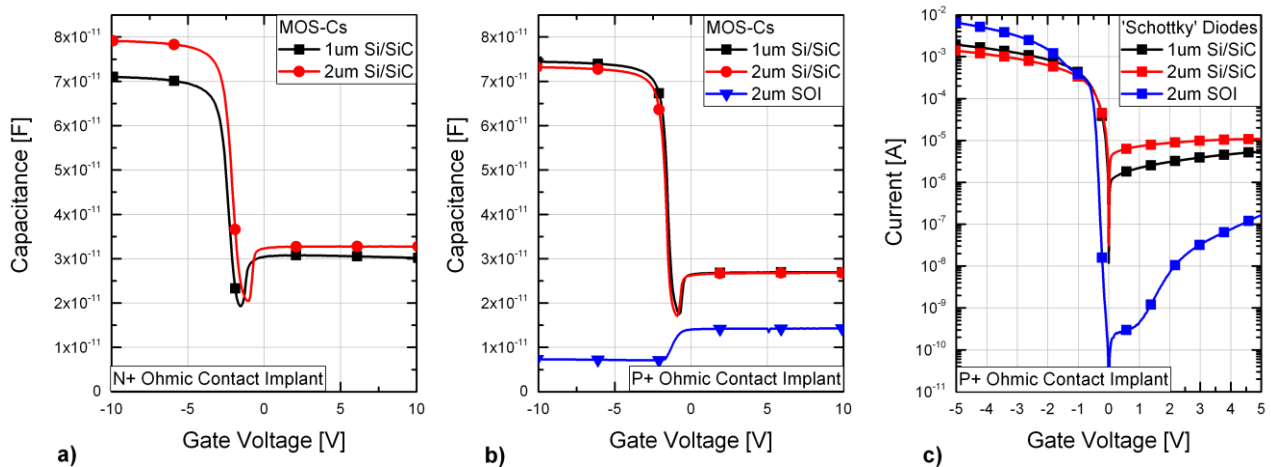 MOS-Cs
1um Si/SiC
2um Si/SiC
8x10⁻¹¹
7x10⁻¹¹
6x10⁻¹¹
5x10⁻¹¹
4x10⁻¹¹
3x10⁻¹¹
2x10⁻¹¹
1x10⁻¹¹
0
Capacitance [F]
N+ Ohmic Contact Implant
-10 -5 0 5 10
Gate Voltage [V]
a)
MOS-Cs
1um Si/SiC
2um Si/SiC
2um SOI
8x10⁻¹¹
7x10⁻¹¹
6x10⁻¹¹
5x10⁻¹¹
4x10⁻¹¹
3x10⁻¹¹
2x10⁻¹¹
1x10⁻¹¹
0
Capacitance [F]
P+ Ohmic Contact Implant
-10 -5 0 5 10
Gate Voltage [V]
b)
'Schottky' Diodes
1um Si/SiC
2um Si/SiC
2um SOI
10⁻²
10⁻³
10⁻⁴
10⁻⁵
10⁻⁶
10⁻⁷
10⁻⁸
10⁻⁹
10⁻¹⁰
10⁻¹¹
Current [A]
P+ Ohmic Contact Implant
-5 -4 -3 -2 -1 0 1 2 3 4 5
Gate Voltage [V]
c)